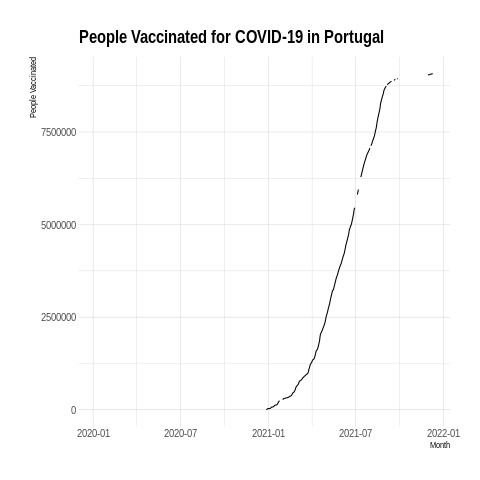 People Vaccinated for COVID-19 in Portugal
People Vaccinated
7500000
5000000
2500000
0
2020-01 2020-07 2021-01 2021-07 2022-01
Month